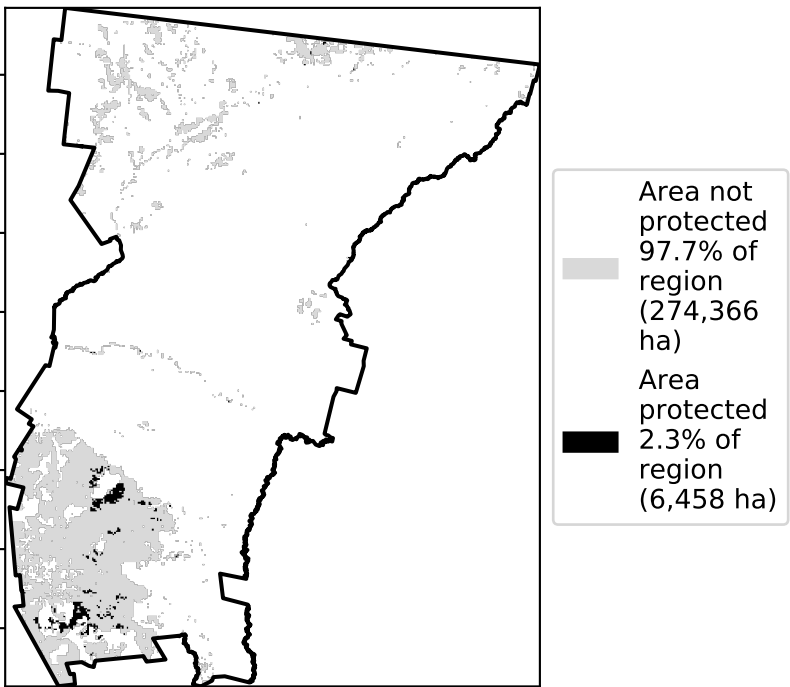 Area not
protected
97.7% of
region
(274,366
ha)
Area
protected
2.3% of
region
(6,458 ha)